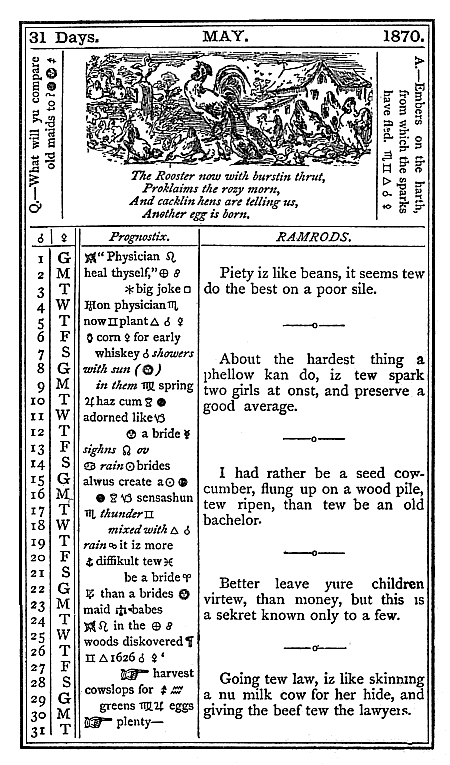 31 Days. MAY. 1870.
Q.—What will yu compare
old maids to?
The Rooster now with burstin thrut,
Proklaims the rozy morn,
And cacklin hens are telling us,
Another egg is born.
A.—Embers on the harth,
from which the sparks
have fled. ♏ ♊ △ ☌ ♀
☌ ♀ Prognostix. RAMRODS.
1 G "Physician ♌
2 M heal thyself," ⊕ 8
3 T * big joke □
4 W on physician ♏
5 T now ♊ plant △ ☌ ♀
6 F corn ♀ for early
7 S whiskey ☌ showers
8 G with sun (☻)
9 M in them ♏ spring
10 T ♃ haz cum
11 W adorned like ♑
12 T a bride ☿
13 F sighns ♌ ov
14 S ♋ rain ⊙ brides
15 G alwus create a ⊙
16 M ♑ sensashun
17 T ♏ thunder ♊
18 W mixed with △ ☌
19 T rain it iz more
20 F diffikult tew ♓
21 S be a bride ♈
22 G than a brides
23 M maid babes
24 T ♌ in the ⊕ 8
25 W woods diskovered ¶
26 T ♊ △ 1626 ☌ ♀ '
27 F ☞ harvest
28 S cowslops for ♒
29 G greens ♏ ♃ eggs
30 M ☞ plenty—
31 T
Piety iz like beans, it seems tew
do the best on a poor sile.
About the hardest thing a
phellow kan do, iz tew spark
two girls at onst, and preserve a
good average.
I had rather be a seed cow-
cumber, flung up on a wood pile,
tew ripen, than tew be an old
bachelor.
Better leave yure children
virtew, than money, but this is
a sekret known only to a few.
Going tew law, iz like skinning
a nu milk cow for her hide, and
giving the beef tew the lawyers.